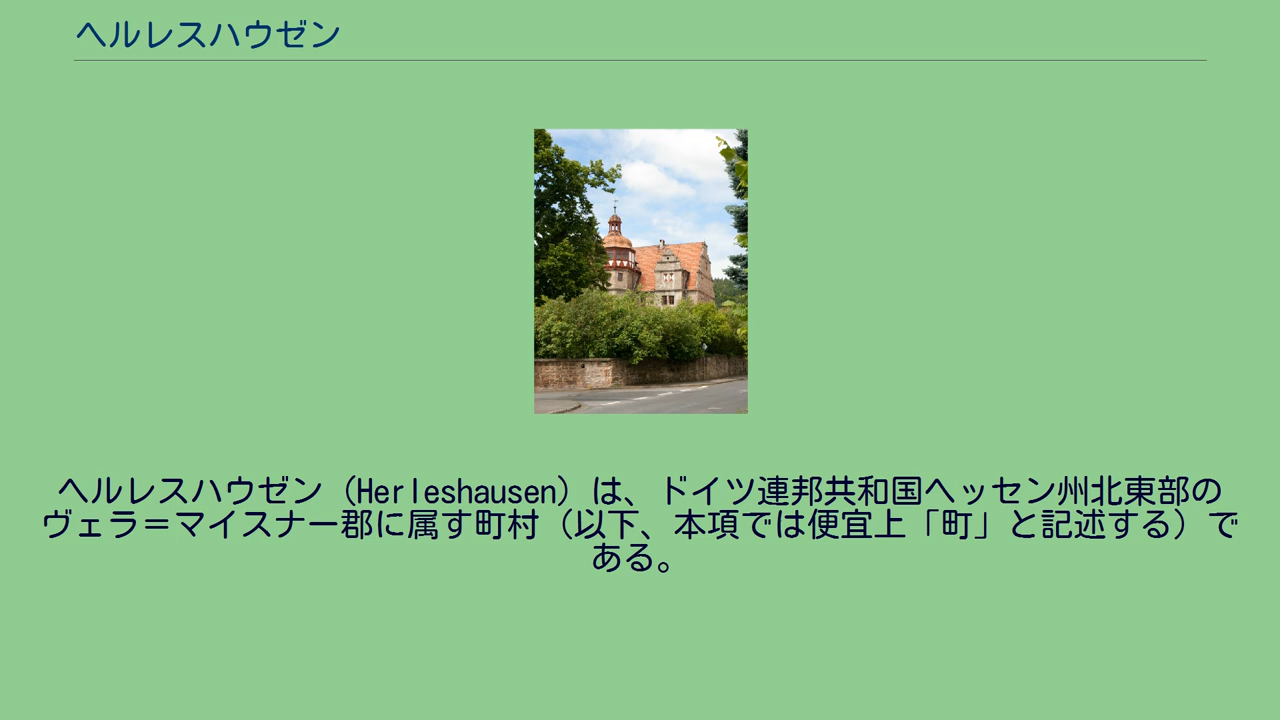 ヘルレスハウゼン
ヘルレスハウゼン（Herleshausen）は、ドイツ連邦共和国ヘッセン州北東部の
ヴェラ＝マイスナー郡に属す町村（以下、本項では便宜上「町」と記述する）で
ある。